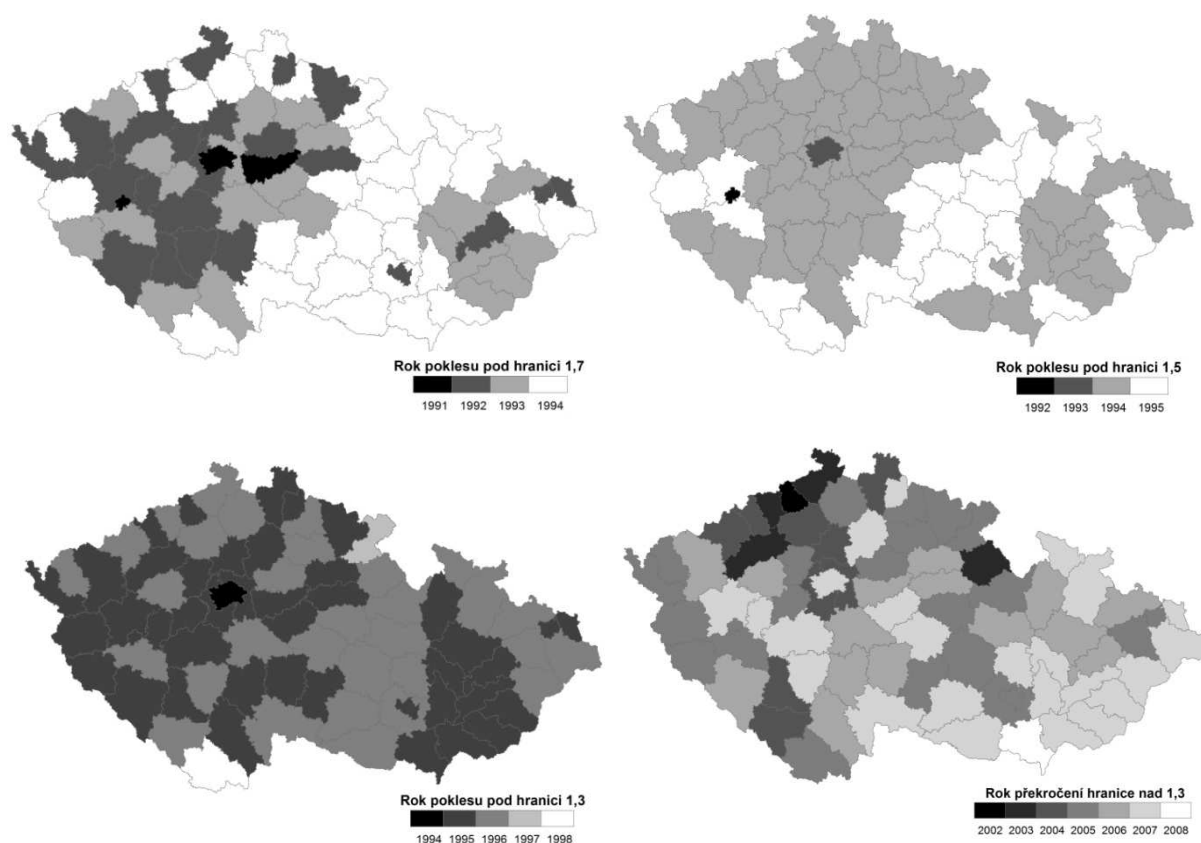 Rok poklesu pod hranici 1,7
1991 1992 1993 1994
Rok poklesu pod hranici 1,5
1992 1993 1994 1995
Rok poklesu pod hranici 1,3
1994 1995 1996 1997 1998
Rok překročení hranice nad 1,3
2002 2003 2004 2005 2006 2007 2008